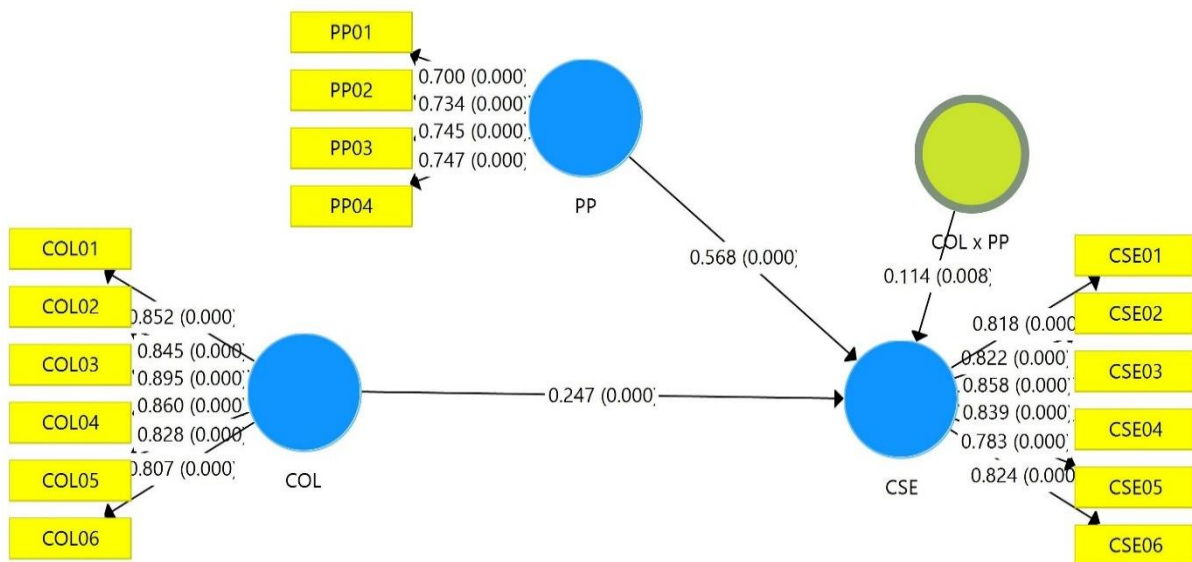 PP01
PP02
PP03
PP04
0.700 (0.000)
0.734 (0.000)
0.745 (0.000)
0.747 (0.000)
PP
COL x PP
0.568 (0.000)
0.114 (0.008)
COL01
COL02
COL03
COL04
COL05
COL06
0.852 (0.000)
0.845 (0.000)
0.895 (0.000)
0.860 (0.000)
0.828 (0.000)
0.807 (0.000)
COL
0.247 (0.000)
CSE
0.818 (0.000
0.822 (0.000)
0.858 (0.000)
0.839 (0.000)
0.783 (0.000)
0.824 (0.000
CSE01
CSE02
CSE03
CSE04
CSE05
CSE06